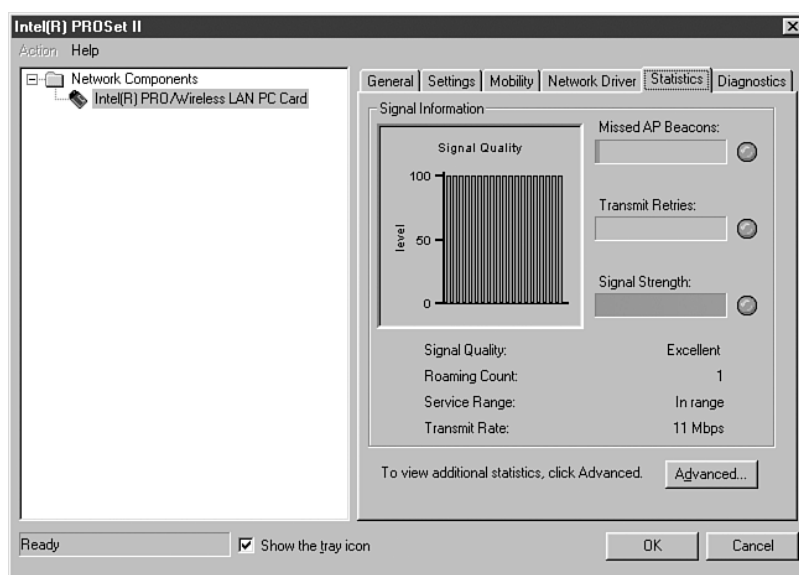 Intel(R) PROSet II
Action Help
Network Components
Intel(R) PRO/Wireless LAN PC Card
General Settings Mobility Network Driver Statistics Diagnostics
Signal Information
Signal Quality
100
50
0
level
Missed AP Beacons:
Transmit Retries:
Signal Strength:
Signal Quality: Excellent
Roaming Count: 1
Service Range: In range
Transmit Rate: 11 Mbps
To view additional statistics, click Advanced. Advanced...
Ready Show the tray icon OK Cancel